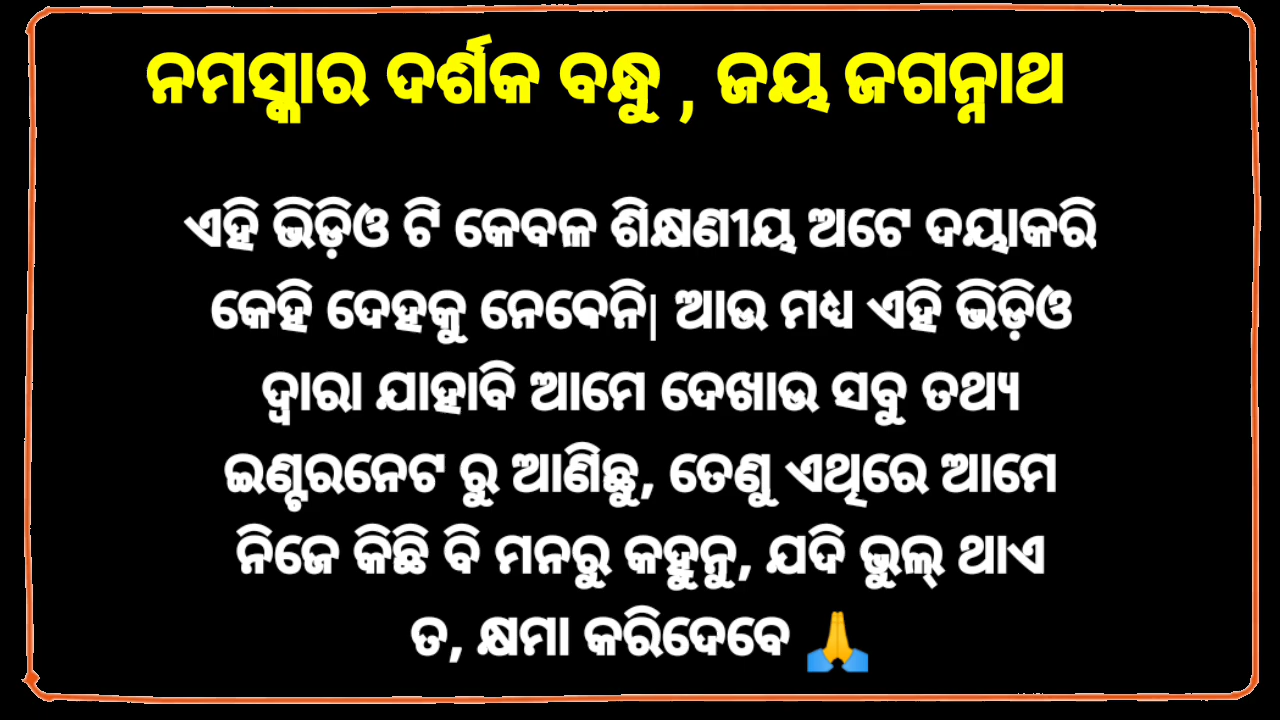 ନମସ୍କାର ଦର୍ଶକ ବନ୍ଧୁ , ଜୟ ଜଗନ୍ନାଥ
ଏହି ଭିଡ଼ିଓ ଟି କେବଳ ଶିକ୍ଷଣୀୟ ଅଟେ ଦୟାକରି
କେହି ଦେହକୁ ନେବେନି| ଆଉ ମଧ୍ୟ ଏହି ଭିଡ଼ିଓ
ଦ୍ୱାରା ଯାହାବି ଆମେ ଦେଖାଉ ସବୁ ତଥ୍ୟ
ଇଣ୍ଟରନେଟ ରୁ ଆଣିଛୁ, ତେଣୁ ଏଥିରେ ଆମେ
ନିଜେ କିଛି ବି ମନରୁ କହୁନୁ, ଯଦି ଭୁଲ୍ ଥାଏ
ତ, କ୍ଷମା କରିଦେବେ 🙏